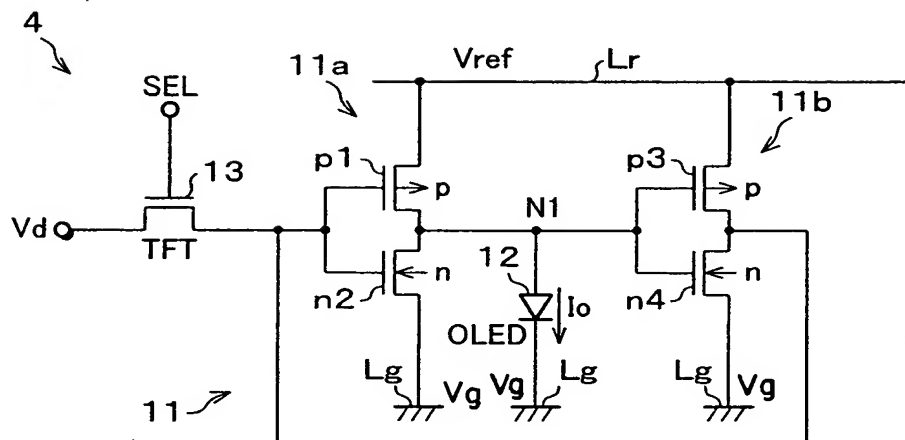 4
SEL
13
Vd
TFT
11a
Vref
Lr
11b
p1
p
p3
p
N1
n2
n
12
Io
OLED
n4
n
Lg
Vg
Vg
Lg
Lg
Vg
11